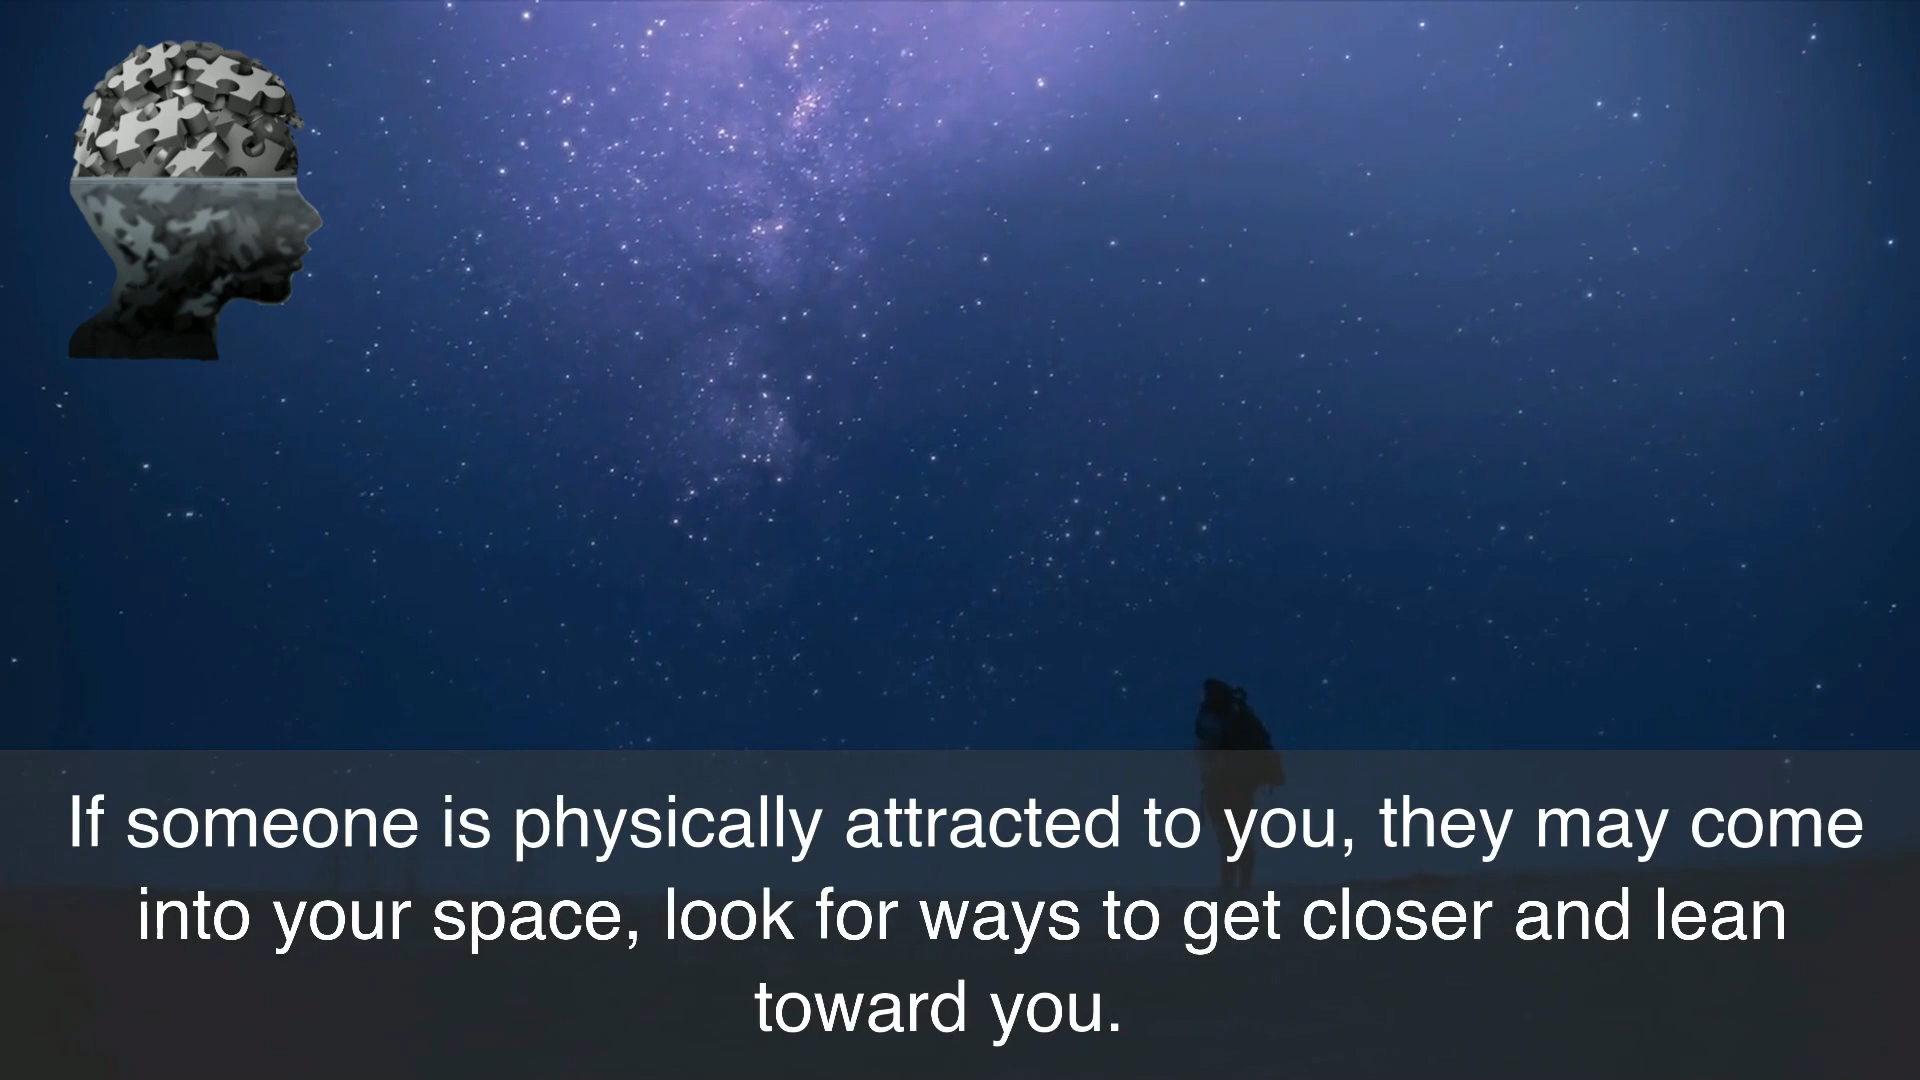 If someone is physically attracted to you, they may come
into your space, look for ways to get closer and lean
toward you.